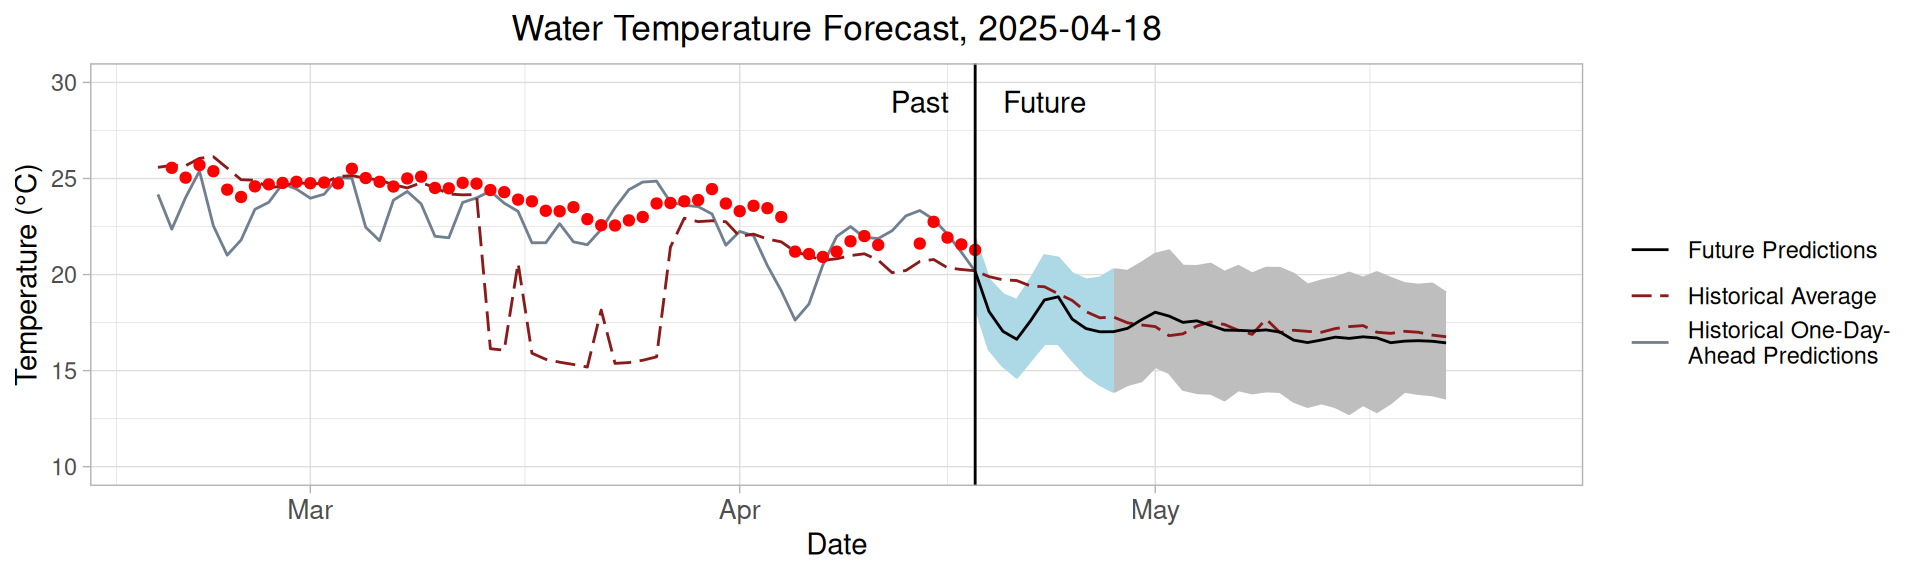 Water Temperature Forecast, 2025-04-18
30
25
20
15
10
Temperature (°C)
Past
Future
Mar
Apr
May
Date
Future Predictions
Historical Average
Historical One-Day-
Ahead Predictions